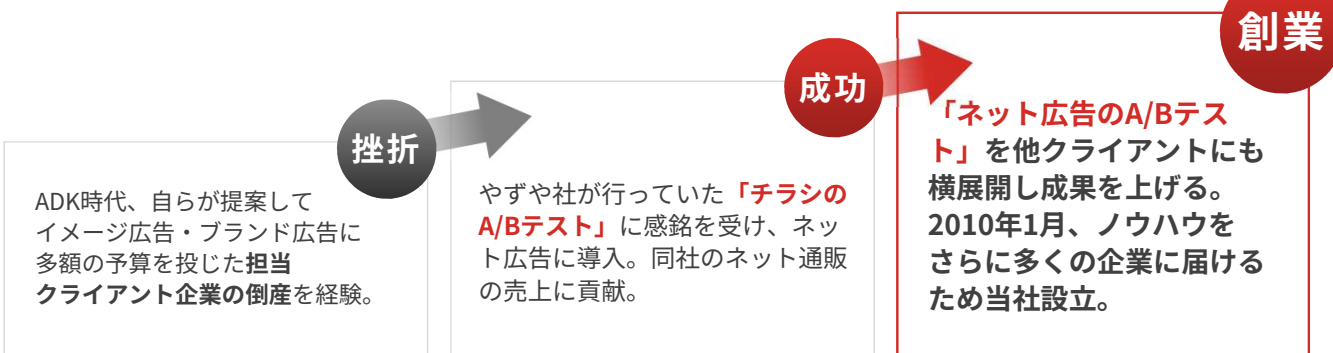 挫折
ADK時代、自らが提案して
イメージ広告・ブランド広告に
多額の予算を投じた担当
クライアント企業の倒産を経験。
成功
やずや社が行っていた「チラシの
A/Bテスト」に感銘を受け、ネッ
ト広告に導入。同社のネット通販
の売上に貢献。
創業
「ネット広告のA/Bテス
ト」を他クライアントにも
横展開し成果を上げる。
2010年1月、ノウハウを
さらに多くの企業に届ける
ため当社設立。